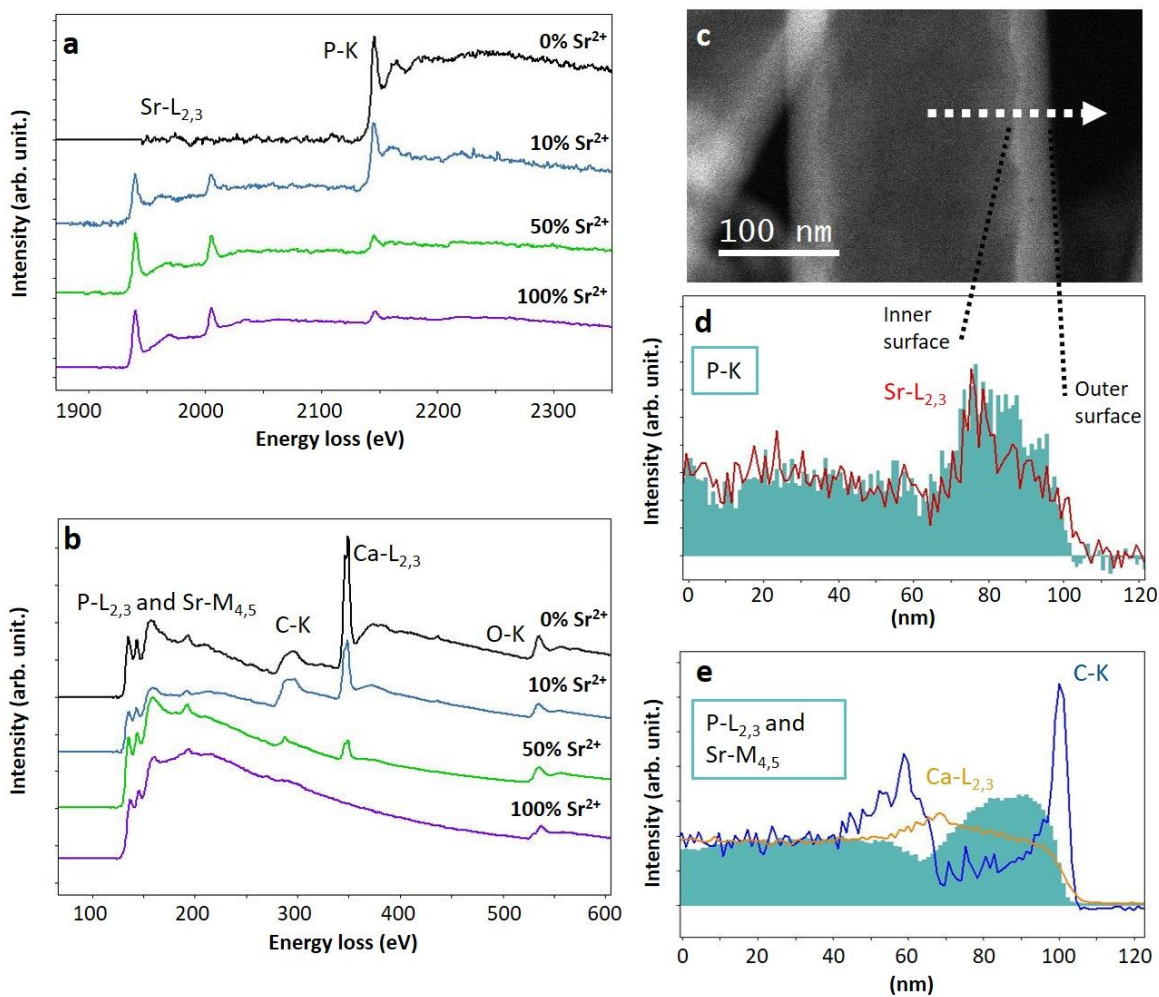 a
P-K
Sr-L2,3
0% Sr2+
10% Sr2+
50% Sr2+
100% Sr2+
Intensity (arb. unit.)
1900 2000 2100 2200 2300
Energy loss (eV)
b
P-L2,3 and Sr-M4,5
C-K
Ca-L2,3
O-K
0% Sr2+
10% Sr2+
50% Sr2+
100% Sr2+
Intensity (arb. unit.)
100 200 300 400 500 600
Energy loss (eV)
c
100 nm
d
P-K
Inner
surface
Sr-L2,3
Outer
surface
Intensity (arb. unit.)
0 20 40 60 80 100 120
(nm)
e
P-L2,3 and
Sr-M4,5
C-K
Ca-L2,3
Intensity (arb. unit.)
0 20 40 60 80 100 120
(nm)